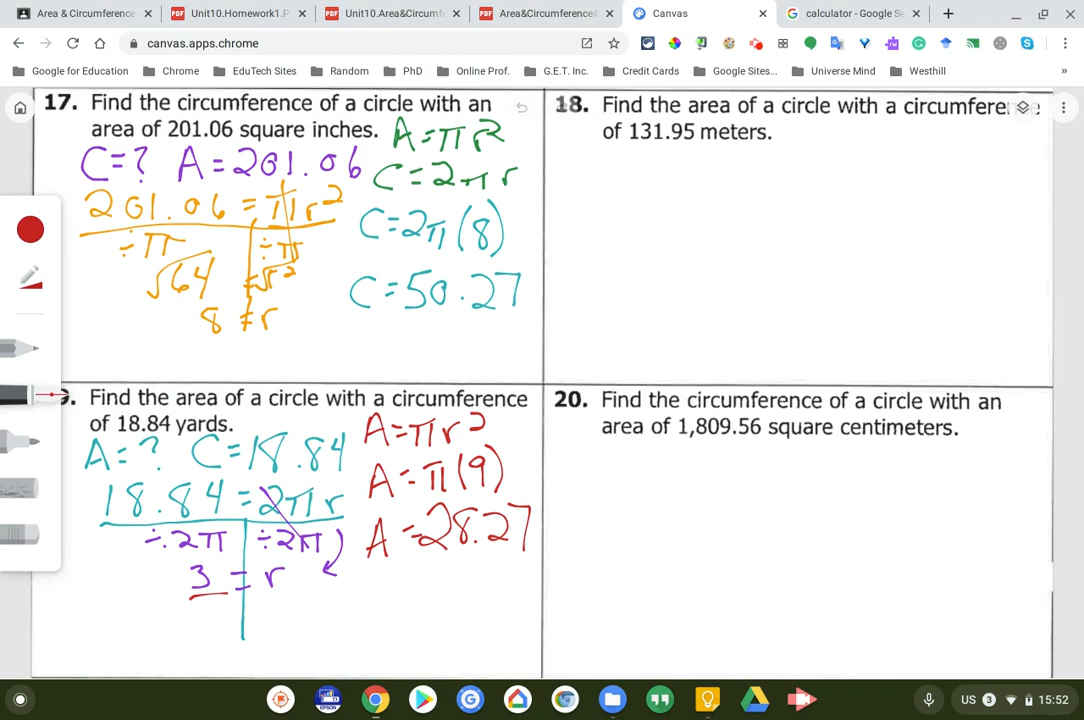 Area & Circumference
Unit10.Homework1.P
Unit10.Area&Circumf
Area&Circumference
Canvas
calculator - Google Se
canvas.apps.chrome
Google for Education
Chrome
EduTech Sites
Random
PhD
Online Prof.
G.E.T. Inc.
Credit Cards
Google Sites...
Universe Mind
Westhill
»
17. Find the circumference of a circle with an
area of 201.06 square inches.
A=πr²
C=? A=201.06
C=2πr
201.06=πr²
÷π ÷π
√64 =√r²
8 = r
C=2π(8)
C=50.27
18. Find the area of a circle with a circumfere
of 131.95 meters.
9. Find the area of a circle with a circumference
of 18.84 yards.
A=πr²
A=? C=18.84
A=π(9)
18.84=2πr
÷2π ÷2π
3 = r
A=28.27
20. Find the circumference of a circle with an
area of 1,809.56 square centimeters.
EPSON
US 3 15:52